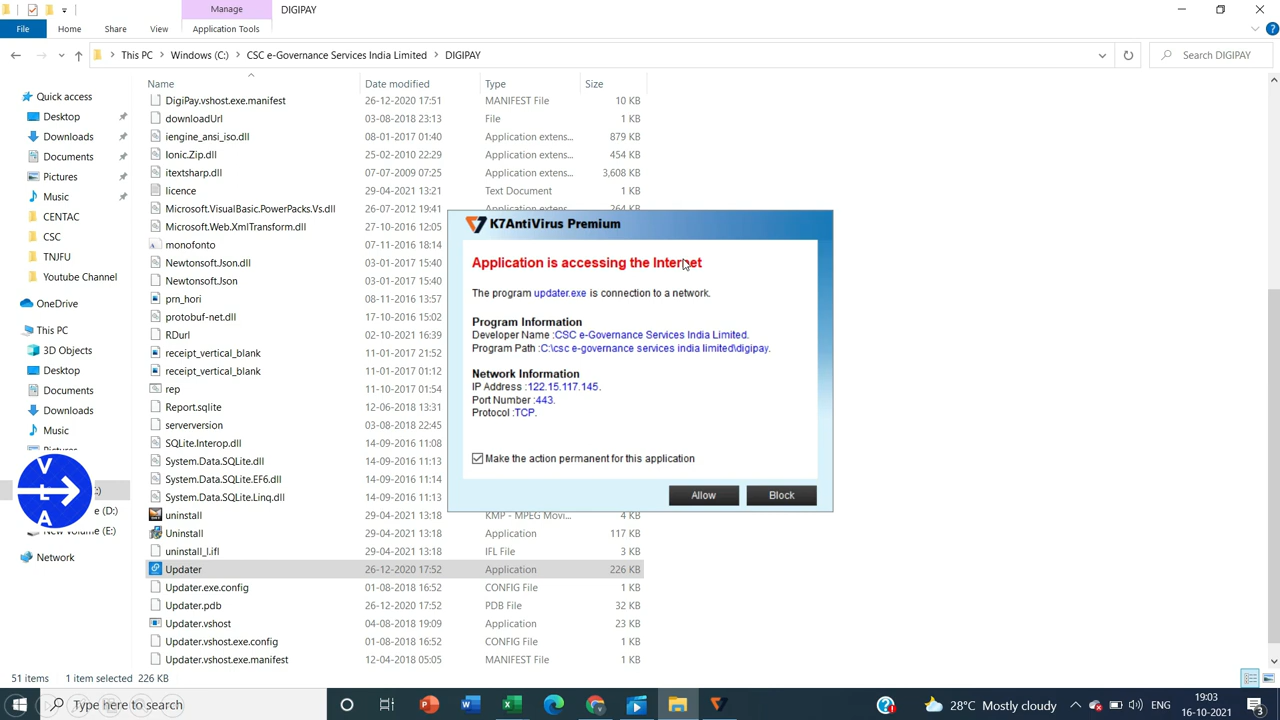 Manage
DIGIPAY
File
Home
Share
View
Application Tools
This PC
Windows (C:)
CSC e-Governance Services India Limited
DIGIPAY
Search DIGIPAY
Name
Date modified
Type
Size
Quick access
Desktop
Downloads
Documents
Pictures
Music
CENTAC
CSC
TNJFU
Youtube Channel
OneDrive
This PC
3D Objects
Desktop
Documents
Downloads
Music
Pictures
:)
e (D:)
New volume (E:)
Network
V
L
A
DigiPay.vshost.exe.manifest 26-12-2020 17:51 MANIFEST File 10 KB
downloadUrl 03-08-2018 23:13 File 1 KB
iengine_ansi_iso.dll 08-01-2017 01:40 Application extens... 879 KB
Ionic.Zip.dll 25-02-2010 22:29 Application extens... 454 KB
itextsharp.dll 07-07-2009 07:25 Application extens... 3,608 KB
licence 29-04-2021 13:21 Text Document 1 KB
Microsoft.VisualBasic.PowerPacks.Vs.dll 26-07-2012 19:41 Application extens... 264 KB
Microsoft.Web.XmlTransform.dll 27-10-2016 12:05
monofonto 07-11-2016 18:14
Newtonsoft.Json.dll 03-01-2017 15:40
Newtonsoft.Json 03-01-2017 15:40
prn_hori 08-11-2016 13:57
protobuf-net.dll 17-10-2016 15:02
RDurl 02-10-2021 16:39
receipt_vertical_blank 11-01-2017 21:52
receipt_vertical_blank 11-01-2017 01:12
rep 11-10-2017 01:54
Report.sqlite 12-06-2018 13:31
serverversion 03-08-2018 22:45
SQLite.Interop.dll 14-09-2016 11:08
System.Data.SQLite.dll 14-09-2016 11:13
System.Data.SQLite.EF6.dll 14-09-2016 11:14
System.Data.SQLite.Linq.dll 14-09-2016 11:13
uninstall 29-04-2021 13:18 KMP - MPEG Movi... 4 KB
Uninstall 29-04-2021 13:18 Application 117 KB
uninstall_l.ifl 29-04-2021 13:18 IFL File 3 KB
Updater 26-12-2020 17:52 Application 226 KB
Updater.exe.config 01-08-2018 16:52 CONFIG File 1 KB
Updater.pdb 26-12-2020 17:52 PDB File 32 KB
Updater.vshost 04-08-2018 19:09 Application 23 KB
Updater.vshost.exe.config 01-08-2018 16:52 CONFIG File 1 KB
Updater.vshost.exe.manifest 12-04-2018 05:05 MANIFEST File 1 KB
K7AntiVirus Premium
Application is accessing the Internet
The program updater.exe is connection to a network.
Program Information
Developer Name :CSC e-Governance Services India Limited.
Program Path :C:\csc e-governance services india limited\digipay.
Network Information
IP Address :122.15.117.145.
Port Number :443.
Protocol :TCP.
Make the action permanent for this application
Allow
Block
51 items
1 item selected 226 KB
Type here to search
28°C Mostly cloudy
ENG
19:03
16-10-2021
3